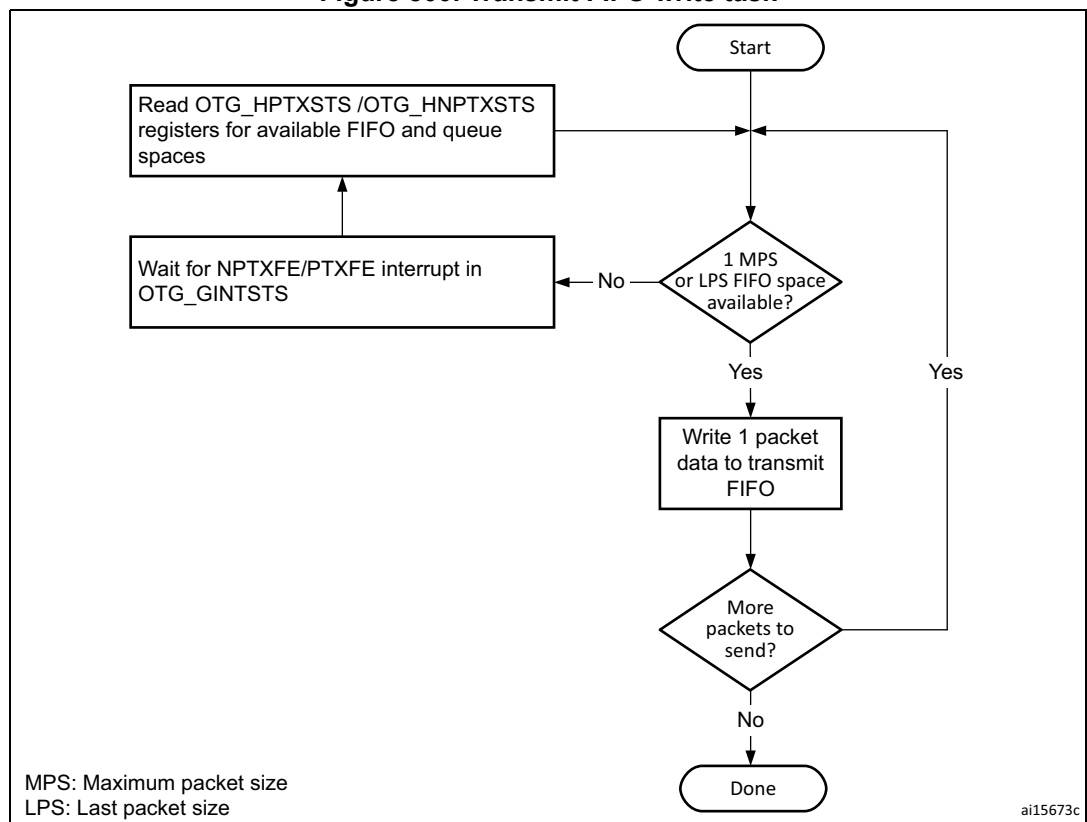 Figure Transmit FIFO write task
Start
Read OTG_HPTXSTS /OTG_HNPTXSTS
registers for available FIFO and queue
spaces
Wait for NPTXFE/PTXFE interrupt in
OTG_GINTSTS
No
1 MPS
or LPS FIFO space
available?
Yes
Yes
Write 1 packet
data to transmit
FIFO
More
packets to
send?
No
Done
MPS: Maximum packet size
LPS: Last packet size
ai15673c